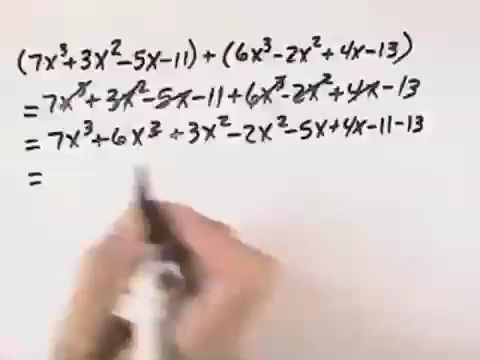 (7x³+3x²-5x-11)+(6x³-2x²+4x-13)
=7x³+3x²-5x-11+6x³-2x²+4x-13
=7x³+6x³+3x²-2x²-5x+4x-11-13
=